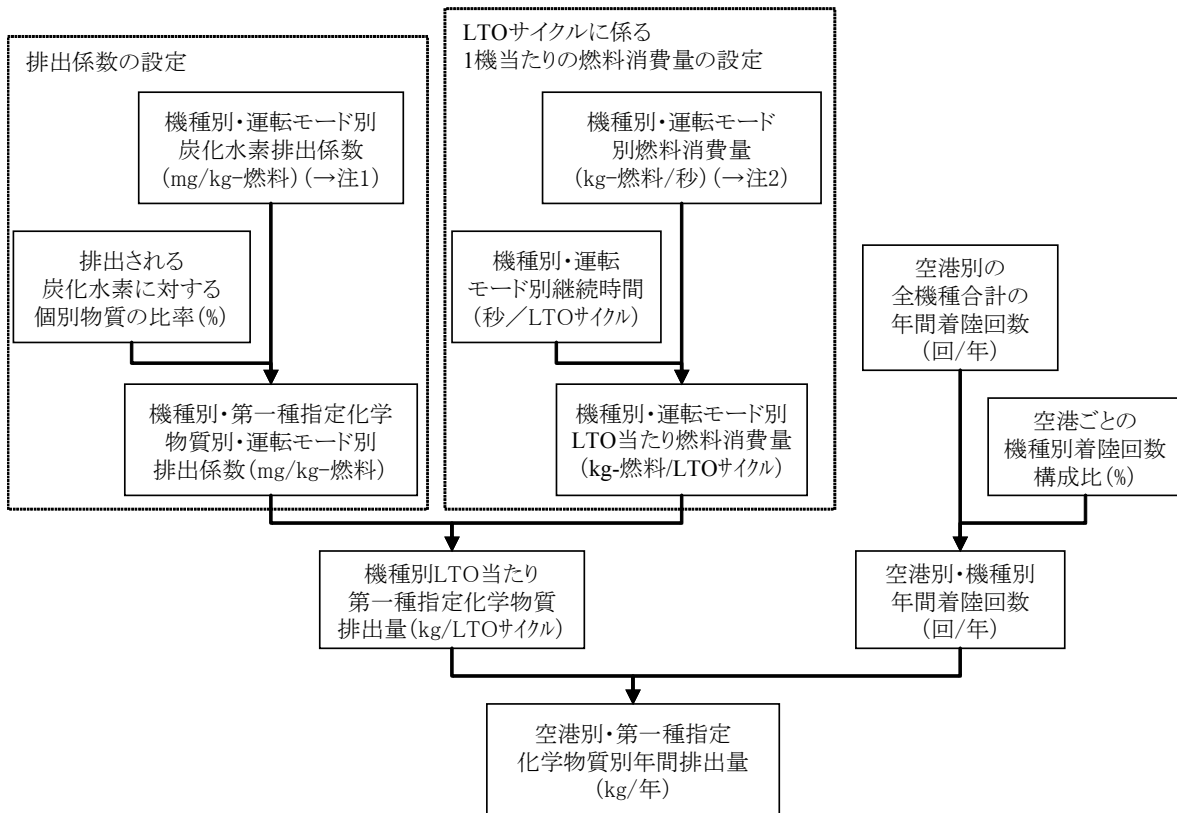 排出係数の設定
機種別・運転モード別
炭化水素排出係数
(mg/kg-燃料)(→注1)
排出される
炭化水素に対する
個別物質の比率(%)
機種別・第一種指定化学
物質別・運転モード別
排出係数(mg/kg-燃料)
LTOサイクルに係る
1機当たりの燃料消費量の設定
機種別・運転モード
別燃料消費量
(kg-燃料/秒)(→注2)
機種別・運転
モード別継続時間
(秒／LTOｻｲｸﾙ)
機種別・運転モード別
LTO当たり燃料消費量
(kg-燃料/LTOｻｲｸﾙ)
空港別の
全機種合計の
年間着陸回数
(回/年)
空港ごとの
機種別着陸回数
構成比(%)
機種別LTO当たり
第一種指定化学物質
排出量(kg/LTOｻｲｸﾙ)
空港別・機種別
年間着陸回数
(回/年)
空港別・第一種指定
化学物質別年間排出量
(kg/年)